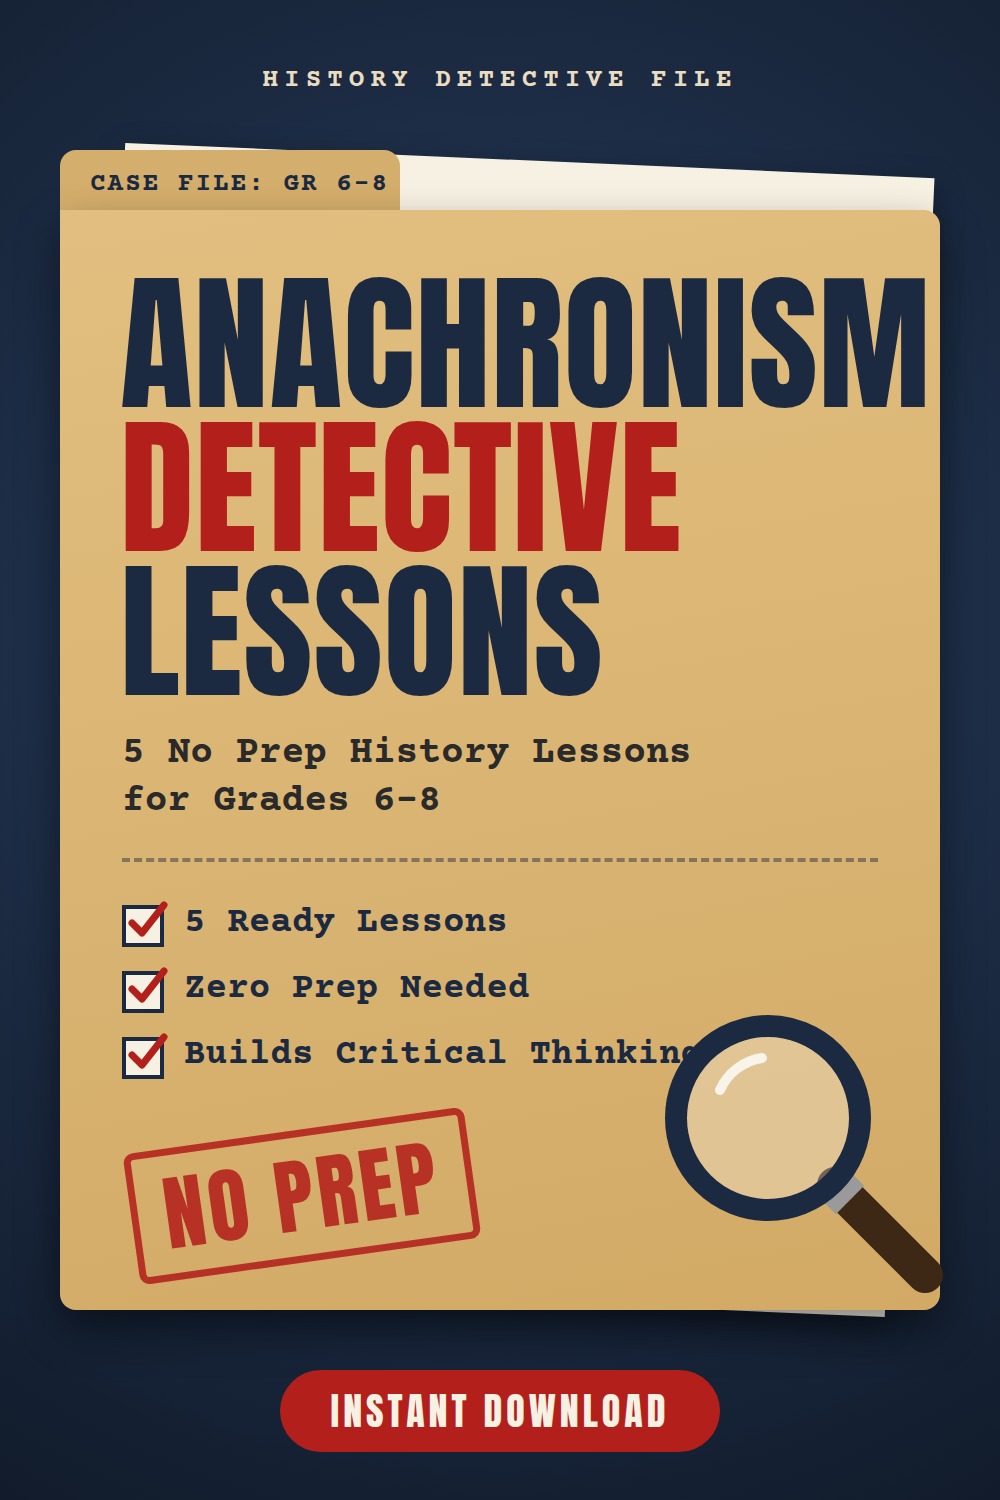 HISTORY DETECTIVE FILE
CASE FILE: GR 6-8
ANACHRONISM
DETECTIVE
LESSONS
5 No Prep History Lessons
for Grades 6-8
5 Ready Lessons
Zero Prep Needed
Builds Critical Thinking
NO PREP
INSTANT DOWNLOAD